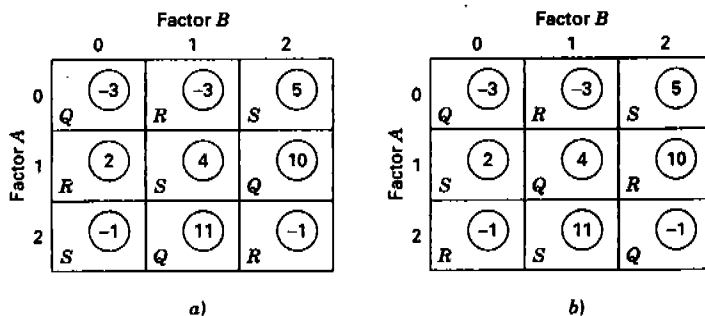 Factor B
0 1 2
Factor A
0 Q -3 R -3 S 5
1 R 2 S 4 Q 10
2 S -1 Q 11 R -1
a)
Factor B
0 1 2
Factor A
0 Q -3 R -3 S 5
1 S 2 Q 4 R 10
2 R -1 S 11 Q -1
b)